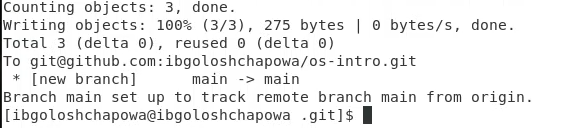 Counting objects: 3, done.
Writing objects: 100% (3/3), 275 bytes | 0 bytes/s, done.
Total 3 (delta 0), reused 0 (delta 0)
To git@github.com:ibgoloshchapowa/os-intro.git
 * [new branch]      main -> main
Branch main set up to track remote branch main from origin.
[ibgoloshchapowa@ibgoloshchapowa .git]$